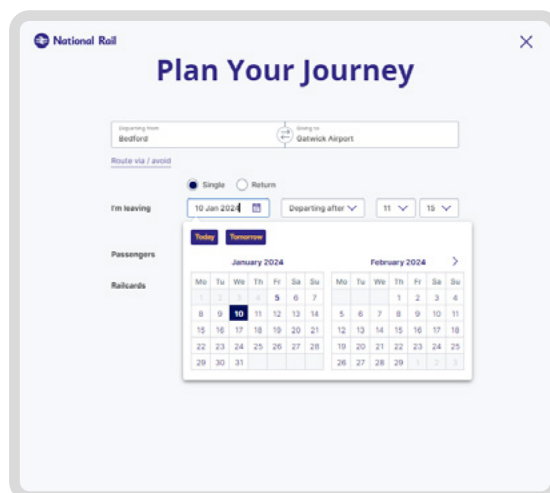 National Rail
Plan Your Journey
Departing from
Going to
Bedford
Gatwick Airport
Route via / avoid
Single Return
I'm leaving 10 Jan 2024 Departing after 11 15
Today Tomorrow
Passengers
Railcards
January 2024 February 2024
Mo Tu We Th Fr Sa Su Mo Tu We Th Fr Sa Su
1 2 3 4 5 6 7 1 2 3 4
8 9 10 11 12 13 14 5 6 7 8 9 10 11
15 16 17 18 19 20 21 12 13 14 15 16 17 18
22 23 24 25 26 27 28 19 20 21 22 23 24 25
29 30 31 26 27 28 29 1 2 3